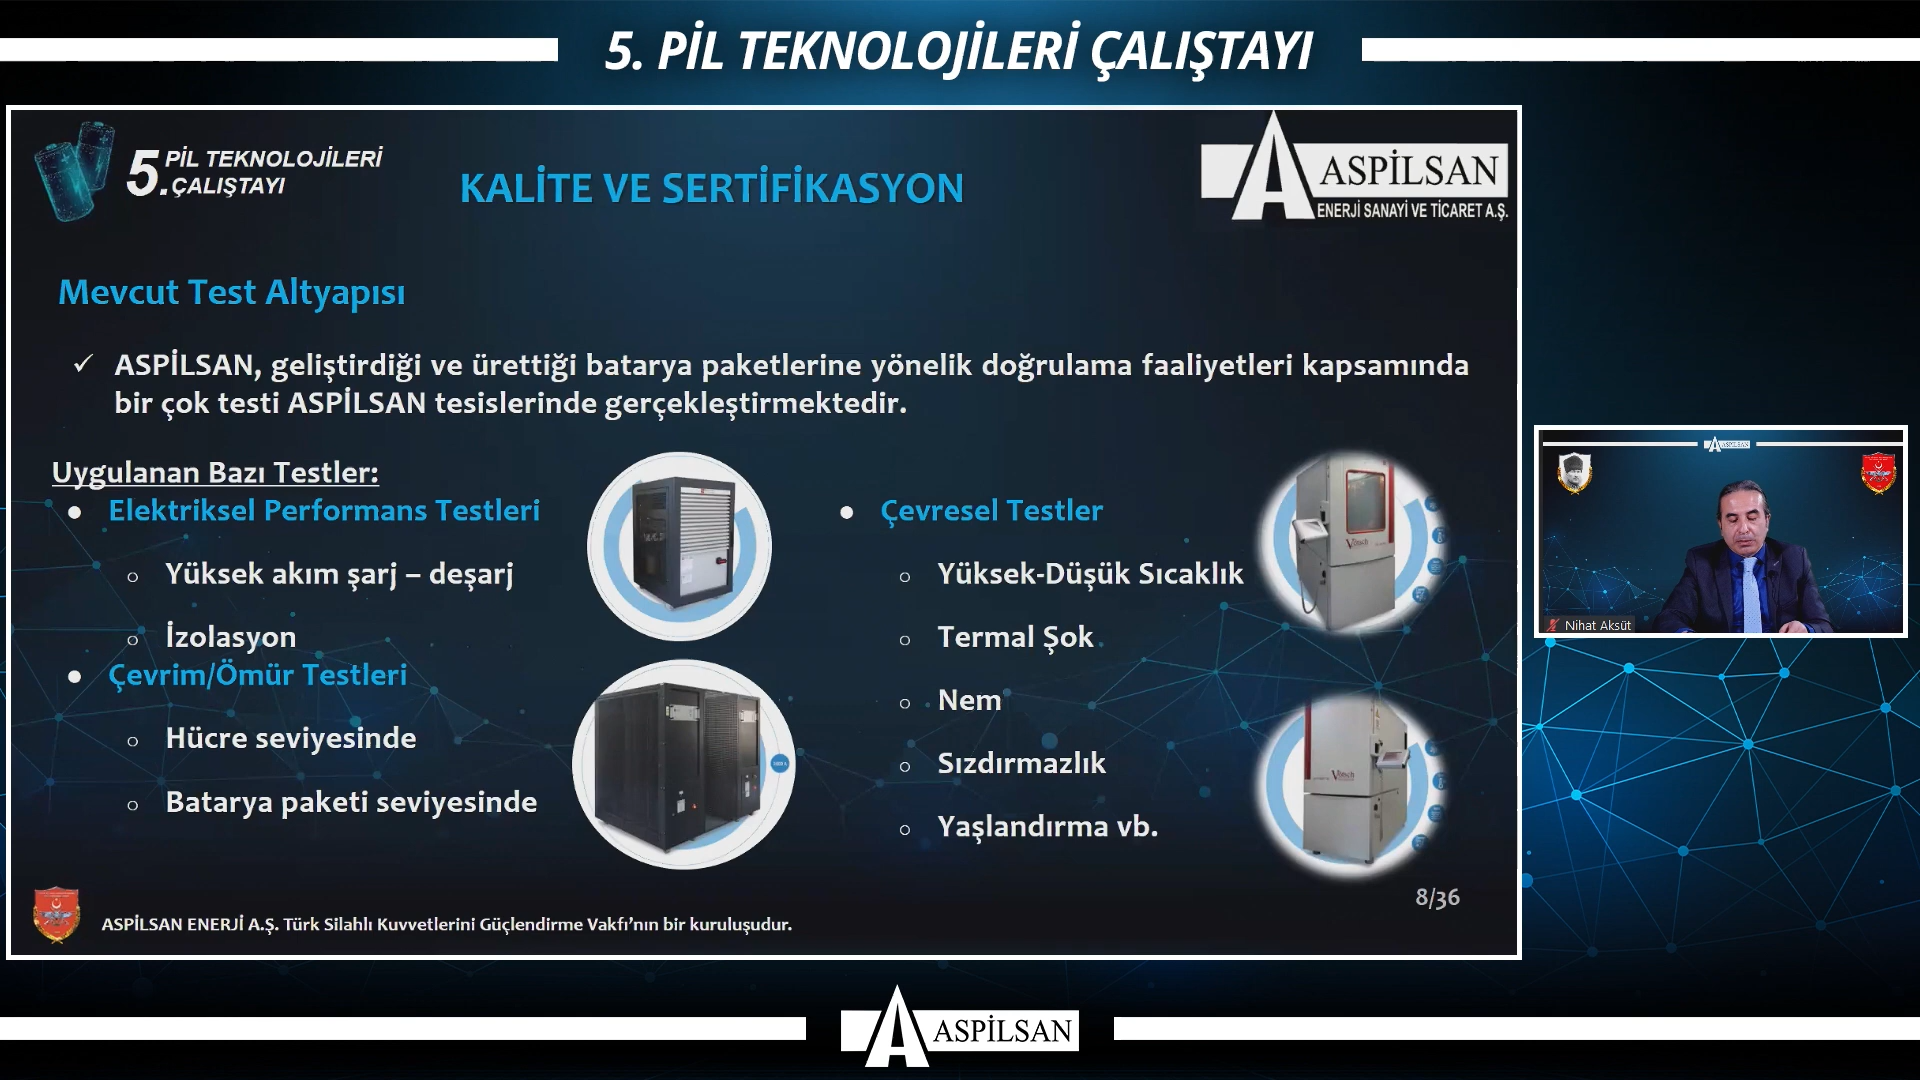 5. PİL TEKNOLOJİLERİ ÇALIŞTAYI
5. PİL TEKNOLOJİLERİ
ÇALIŞTAYI
KALİTE VE SERTİFİKASYON
ASPİLSAN
ENERJİ SANAYİ VE TİCARET A.Ş.
Mevcut Test Altyapısı
✓ ASPİLSAN, geliştirdiği ve ürettiği batarya paketlerine yönelik doğrulama faaliyetleri kapsamında
bir çok testi ASPİLSAN tesislerinde gerçekleştirmektedir.
Uygulanan Bazı Testler:
● Elektriksel Performans Testleri
○ Yüksek akım şarj – deşarj
○ İzolasyon
● Çevrim/Ömür Testleri
○ Hücre seviyesinde
○ Batarya paketi seviyesinde
● Çevresel Testler
○ Yüksek-Düşük Sıcaklık
○ Termal Şok
○ Nem
○ Sızdırmazlık
○ Yaşlandırma vb.
Vötsch
Vötsch
8/36
ASPİLSAN ENERJİ A.Ş. Türk Silahlı Kuvvetlerini Güçlendirme Vakfı’nın bir kuruluşudur.
ASPİLSAN
Nihat Aksüt
ASPİLSAN